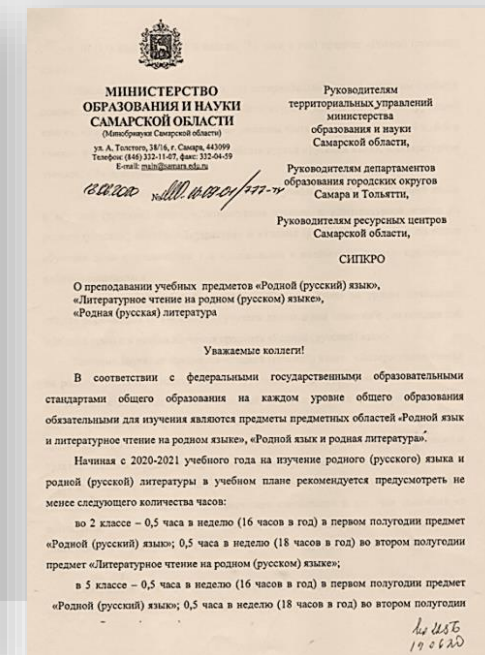 МИНИСТЕРСТВО
ОБРАЗОВАНИЯ И НАУКИ
САМАРСКОЙ ОБЛАСТИ
(Минобрнауки Самарской области)
ул. А. Толстого, 38/16, г. Самара, 443099
Телефон: (846) 332-11-07, факс: 332-04-59
E-mail: main@samara.edu.ru
Руководителям
территориальных управлений
министерства
образования и науки
Самарской области,
Руководителям департаментов
образования городских округов
Самара и Тольятти,
Руководителям ресурсных центров
Самарской области,
СИПКРО
О преподавании учебных предметов «Родной (русский) язык»,
«Литературное чтение на родном (русском) языке»,
«Родная (русская) литература
Уважаемые коллеги!
В соответствии с федеральными государственными образовательными
стандартами общего образования на каждом уровне общего образования
обязательными для изучения являются предметы предметных областей «Родной язык
и литературное чтение на родном языке», «Родной язык и родная литература».
Начиная с 2020-2021 учебного года на изучение родного (русского) языка и
родной (русской) литературы в учебном плане рекомендуется предусмотреть не
менее следующего количества часов:
во 2 классе – 0,5 часа в неделю (16 часов в год) в первом полугодии предмет
«Родной (русский) язык»; 0,5 часа в неделю (18 часов в год) во втором полугодии
предмет «Литературное чтение на родном (русском) языке»;
в 5 классе – 0,5 часа в неделю (16 часов в год) в первом полугодии предмет
«Родной (русский) язык»; 0,5 часа в неделю (18 часов в год) во втором полугодии
190620